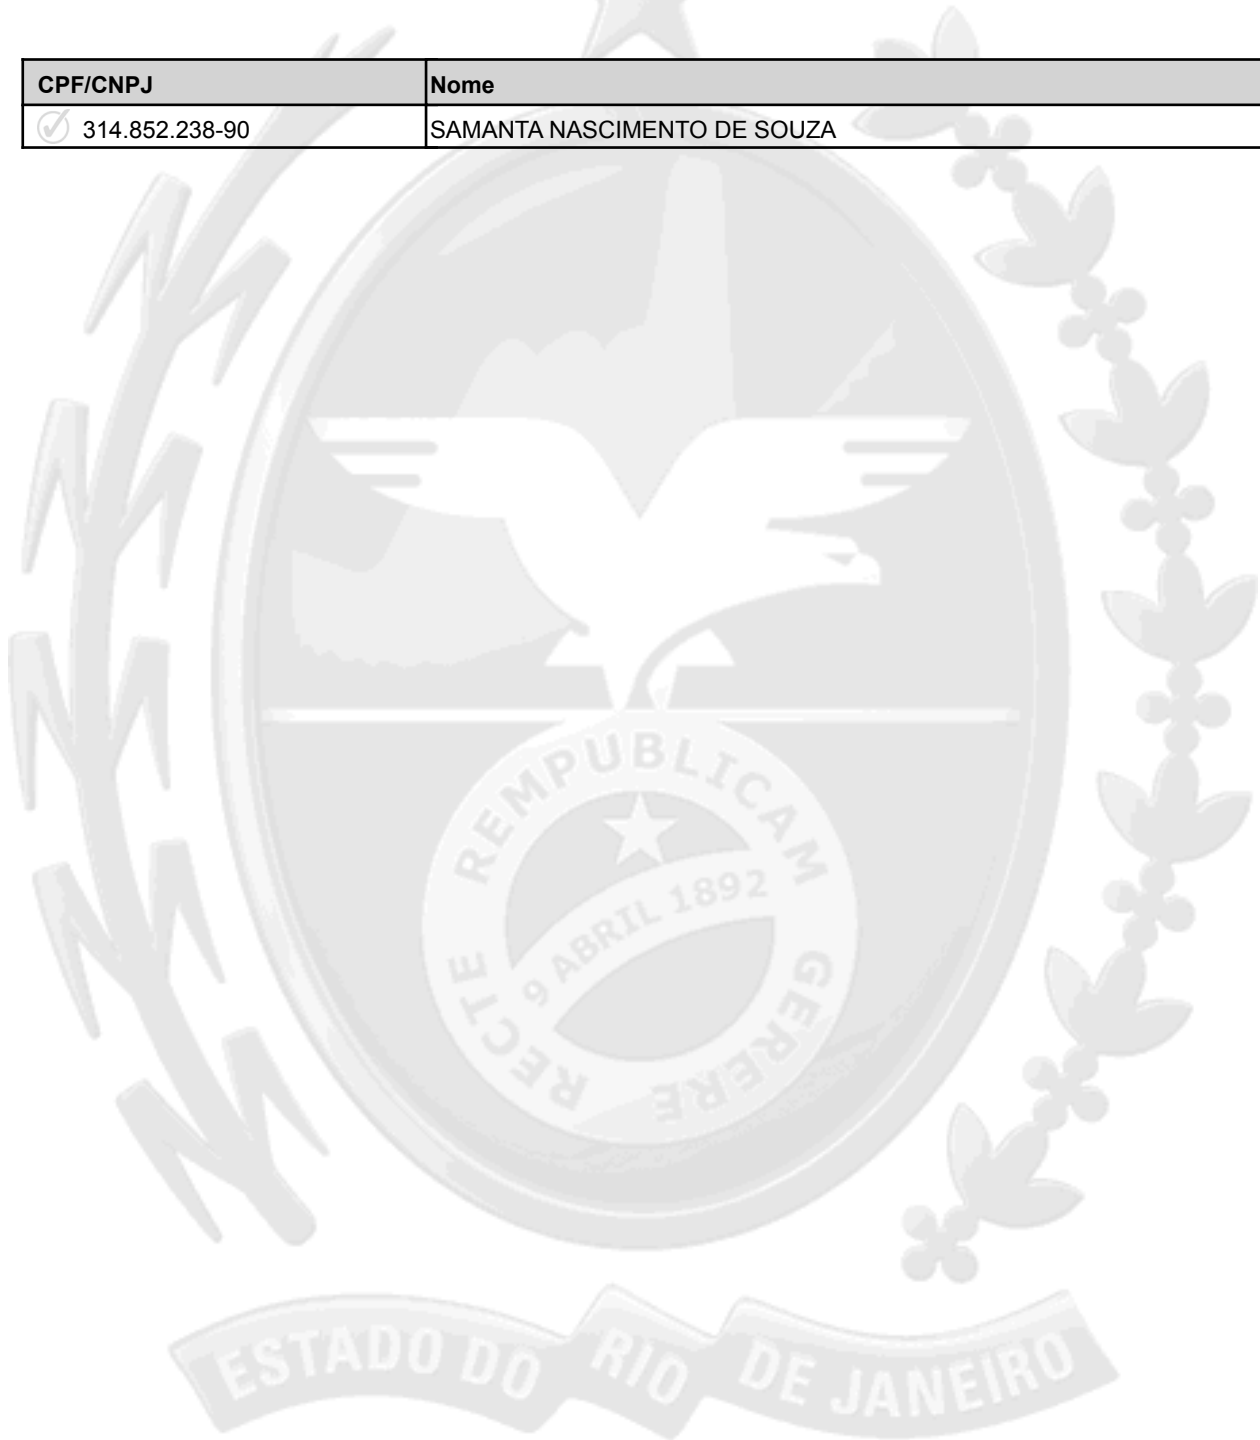 CPF/CNPJ Nome
314.852.238-90 SAMANTA NASCIMENTO DE SOUZA
REMPUBLICAM
9 ABRIL 1892
RECTE GERERE
ESTADO DO RIO DE JANEIRO